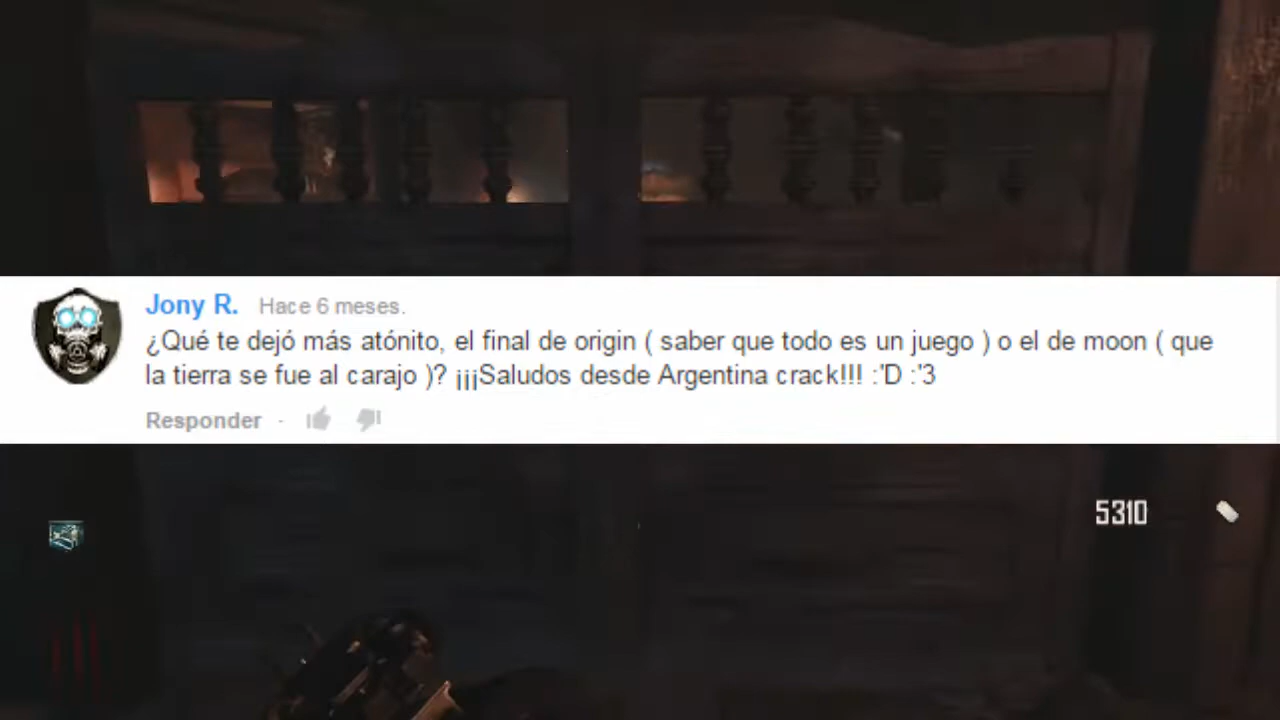 Jony R. Hace 6 meses.
¿Qué te dejó más atónito, el final de origin ( saber que todo es un juego ) o el de moon ( que
la tierra se fue al carajo )? ¡¡¡Saludos desde Argentina crack!!! :'D :'3
Responder -
5310